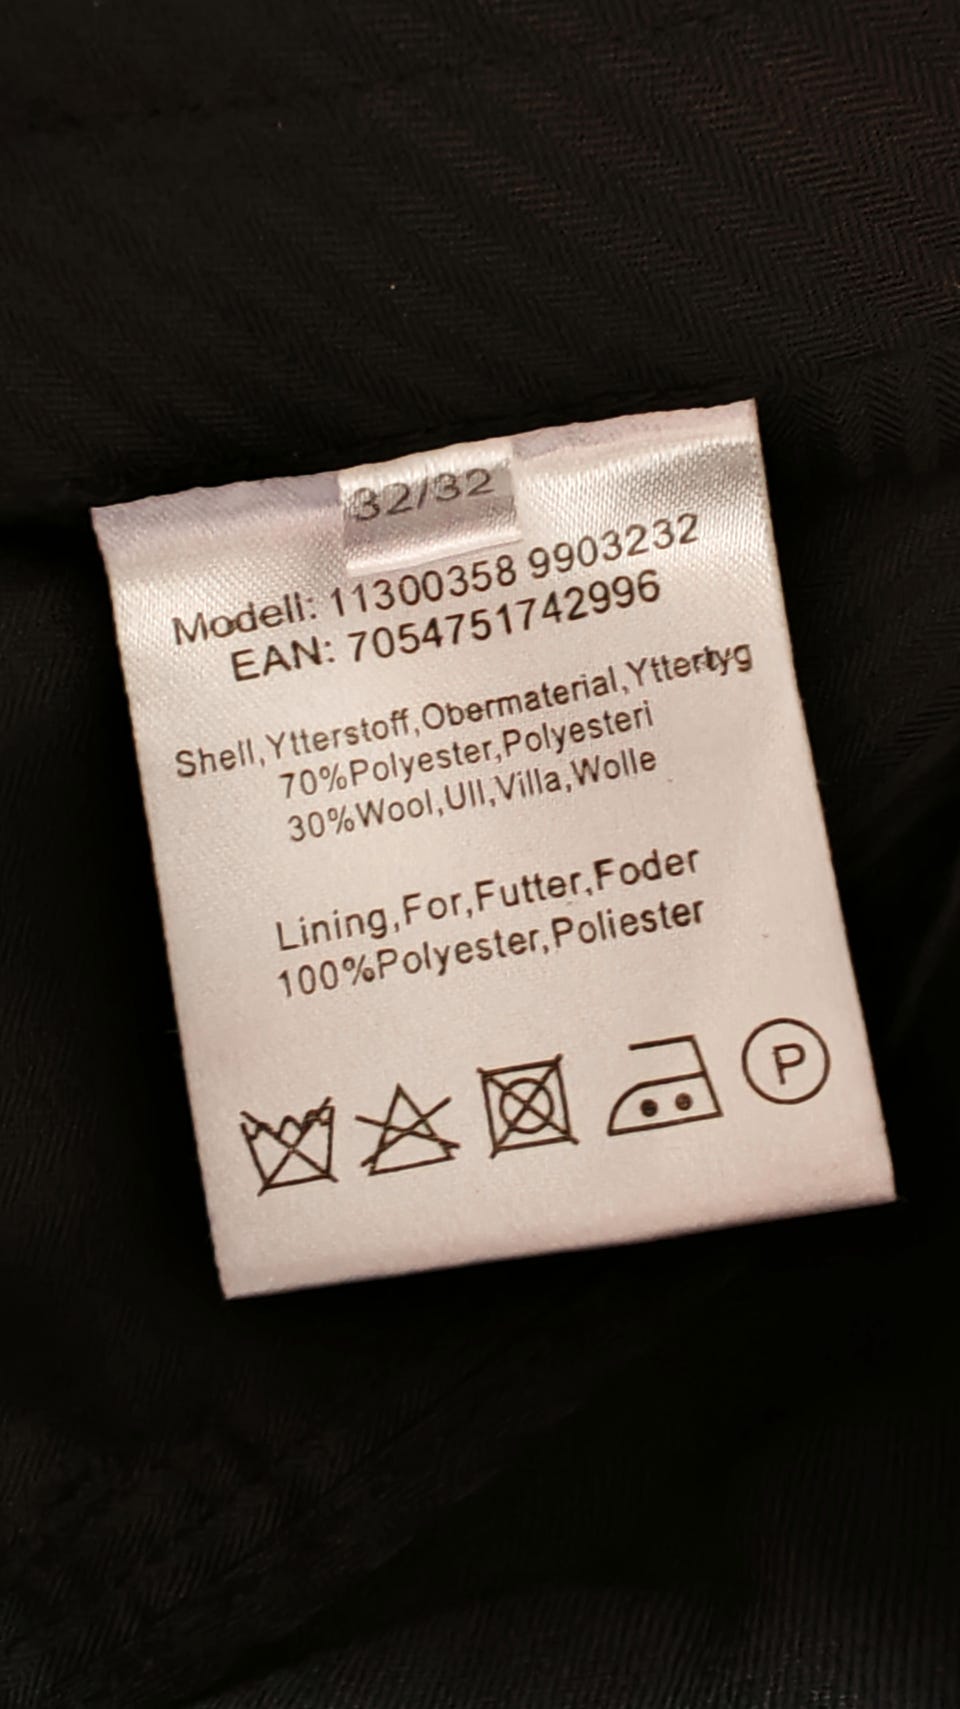 32/32
Modell: 11300358 9903232
EAN: 7054751742996
Shell,Ytterstoff,Obermaterial,Yttertyg
70%Polyester,Polyesteri
30%Wool,Ull,Villa,Wolle
Lining,For,Futter,Foder
100%Polyester,Poliester
P